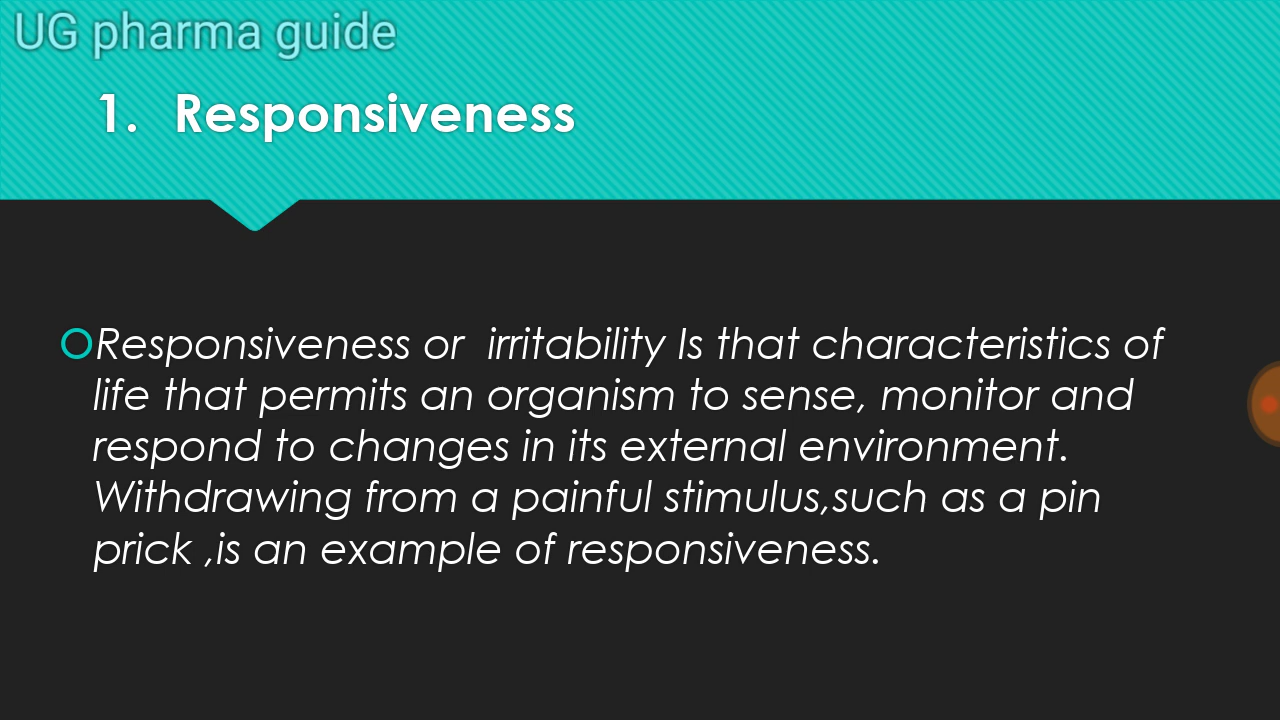 UG pharma guide
1. Responsiveness
Responsiveness or irritability Is that characteristics of
life that permits an organism to sense, monitor and
respond to changes in its external environment.
Withdrawing from a painful stimulus,such as a pin
prick ,is an example of responsiveness.